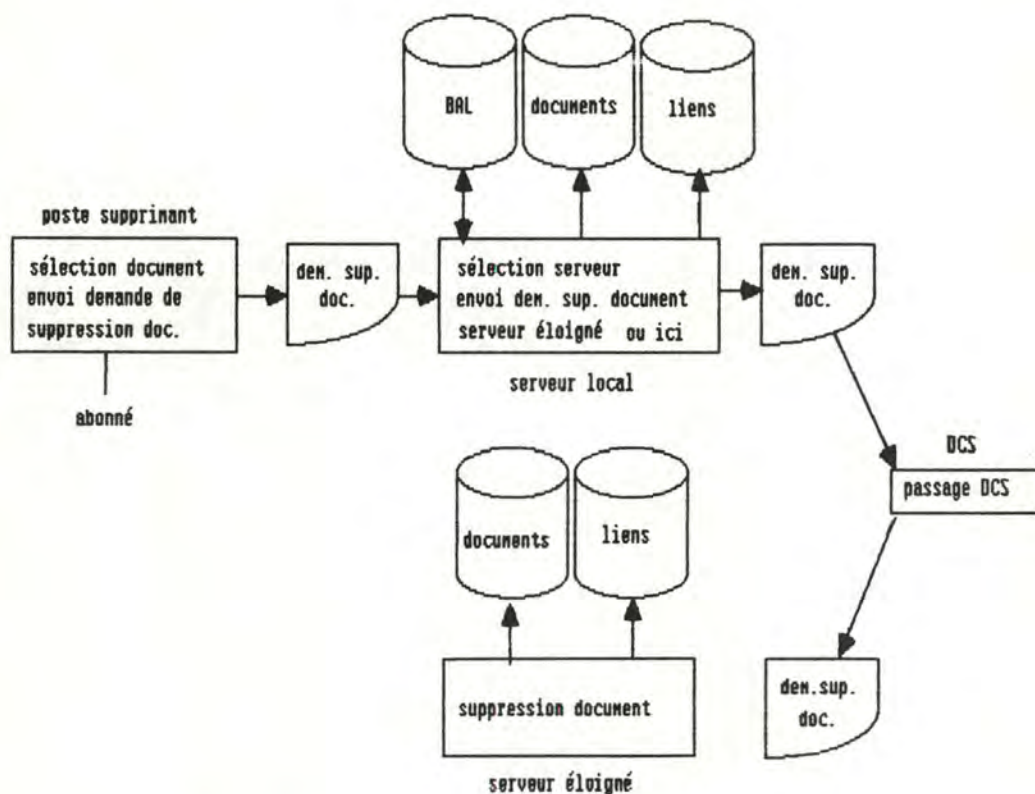 BAL
documents
liens
poste supprimant
sélection document
envoi demande de
suppression doc.
dem. sup.
doc.
sélection serveur
envoi dem. sup. document
serveur éloigné ou ici
dem. sup.
doc.
abonné
serveur local
DCS
passage DCS
documents
liens
suppression document
dem.sup.
doc.
serveur éloigné